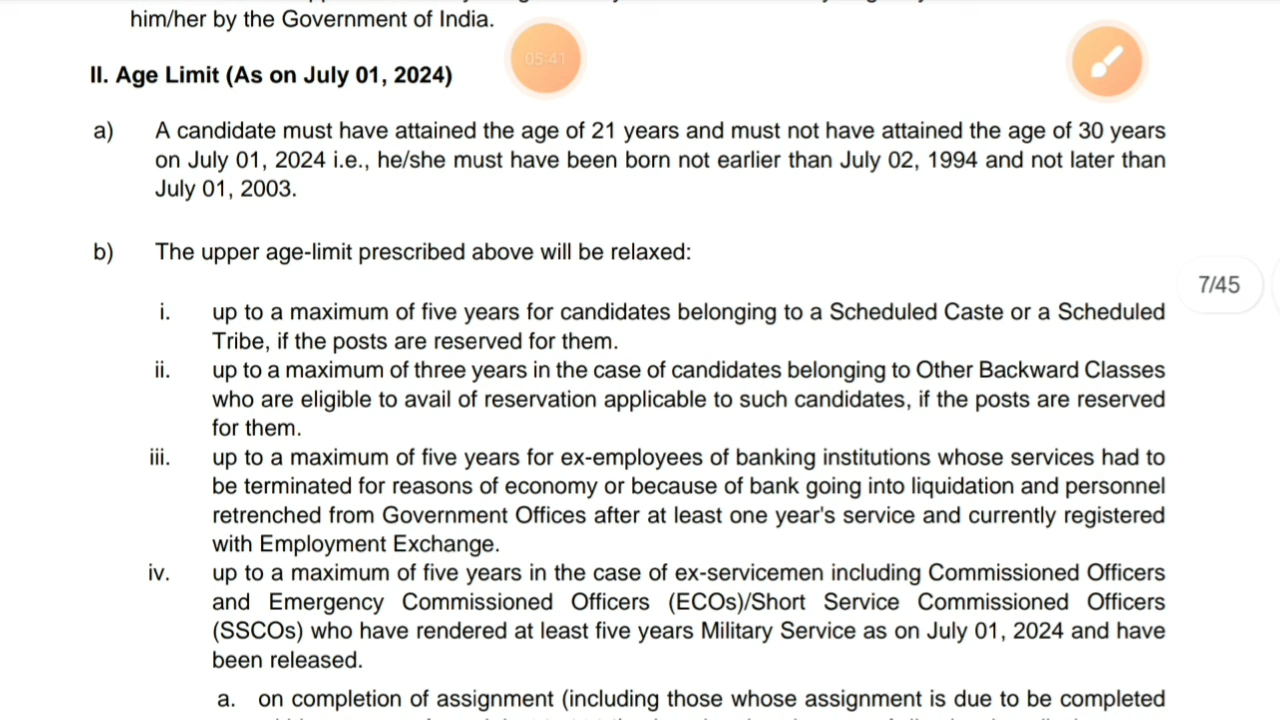 him/her by the Government of India.
05:41
II. Age Limit (As on July 01, 2024)
a) A candidate must have attained the age of 21 years and must not have attained the age of 30 years
on July 01, 2024 i.e., he/she must have been born not earlier than July 02, 1994 and not later than
July 01, 2003.
b) The upper age-limit prescribed above will be relaxed:
7/45
i. up to a maximum of five years for candidates belonging to a Scheduled Caste or a Scheduled
Tribe, if the posts are reserved for them.
ii. up to a maximum of three years in the case of candidates belonging to Other Backward Classes
who are eligible to avail of reservation applicable to such candidates, if the posts are reserved
for them.
iii. up to a maximum of five years for ex-employees of banking institutions whose services had to
be terminated for reasons of economy or because of bank going into liquidation and personnel
retrenched from Government Offices after at least one year's service and currently registered
with Employment Exchange.
iv. up to a maximum of five years in the case of ex-servicemen including Commissioned Officers
and Emergency Commissioned Officers (ECOs)/Short Service Commissioned Officers
(SSCOs) who have rendered at least five years Military Service as on July 01, 2024 and have
been released.
a. on completion of assignment (including those whose assignment is due to be completed